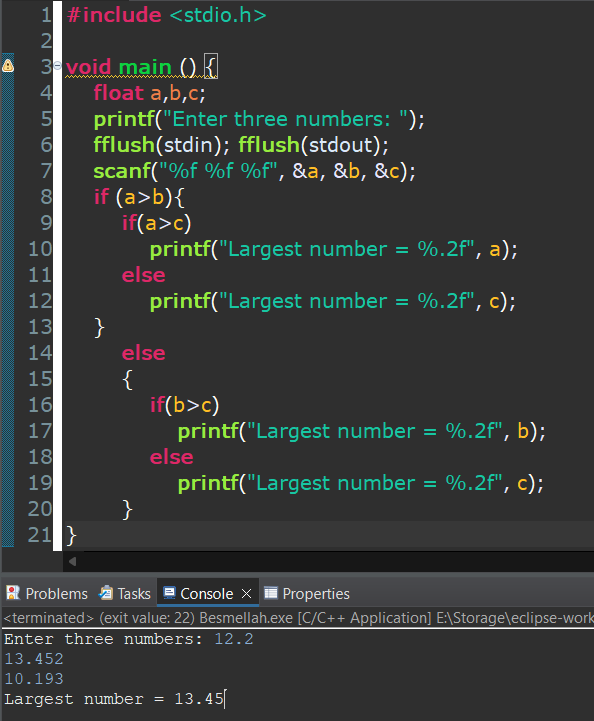 1 #include <stdio.h>
2
3 void main () {
4 float a,b,c;
5 printf("Enter three numbers: ");
6 fflush(stdin); fflush(stdout);
7 scanf("%f %f %f", &a, &b, &c);
8 if (a>b){
9 if(a>c)
10 printf("Largest number = %.2f", a);
11 else
12 printf("Largest number = %.2f", c);
13 }
14 else
15 {
16 if(b>c)
17 printf("Largest number = %.2f", b);
18 else
19 printf("Largest number = %.2f", c);
20 }
21 }
Problems Tasks Console Properties
<terminated> (exit value: 22) Besmellah.exe [C/C++ Application] E:\Storage\eclipse-work
Enter three numbers: 12.2
13.452
10.193
Largest number = 13.45